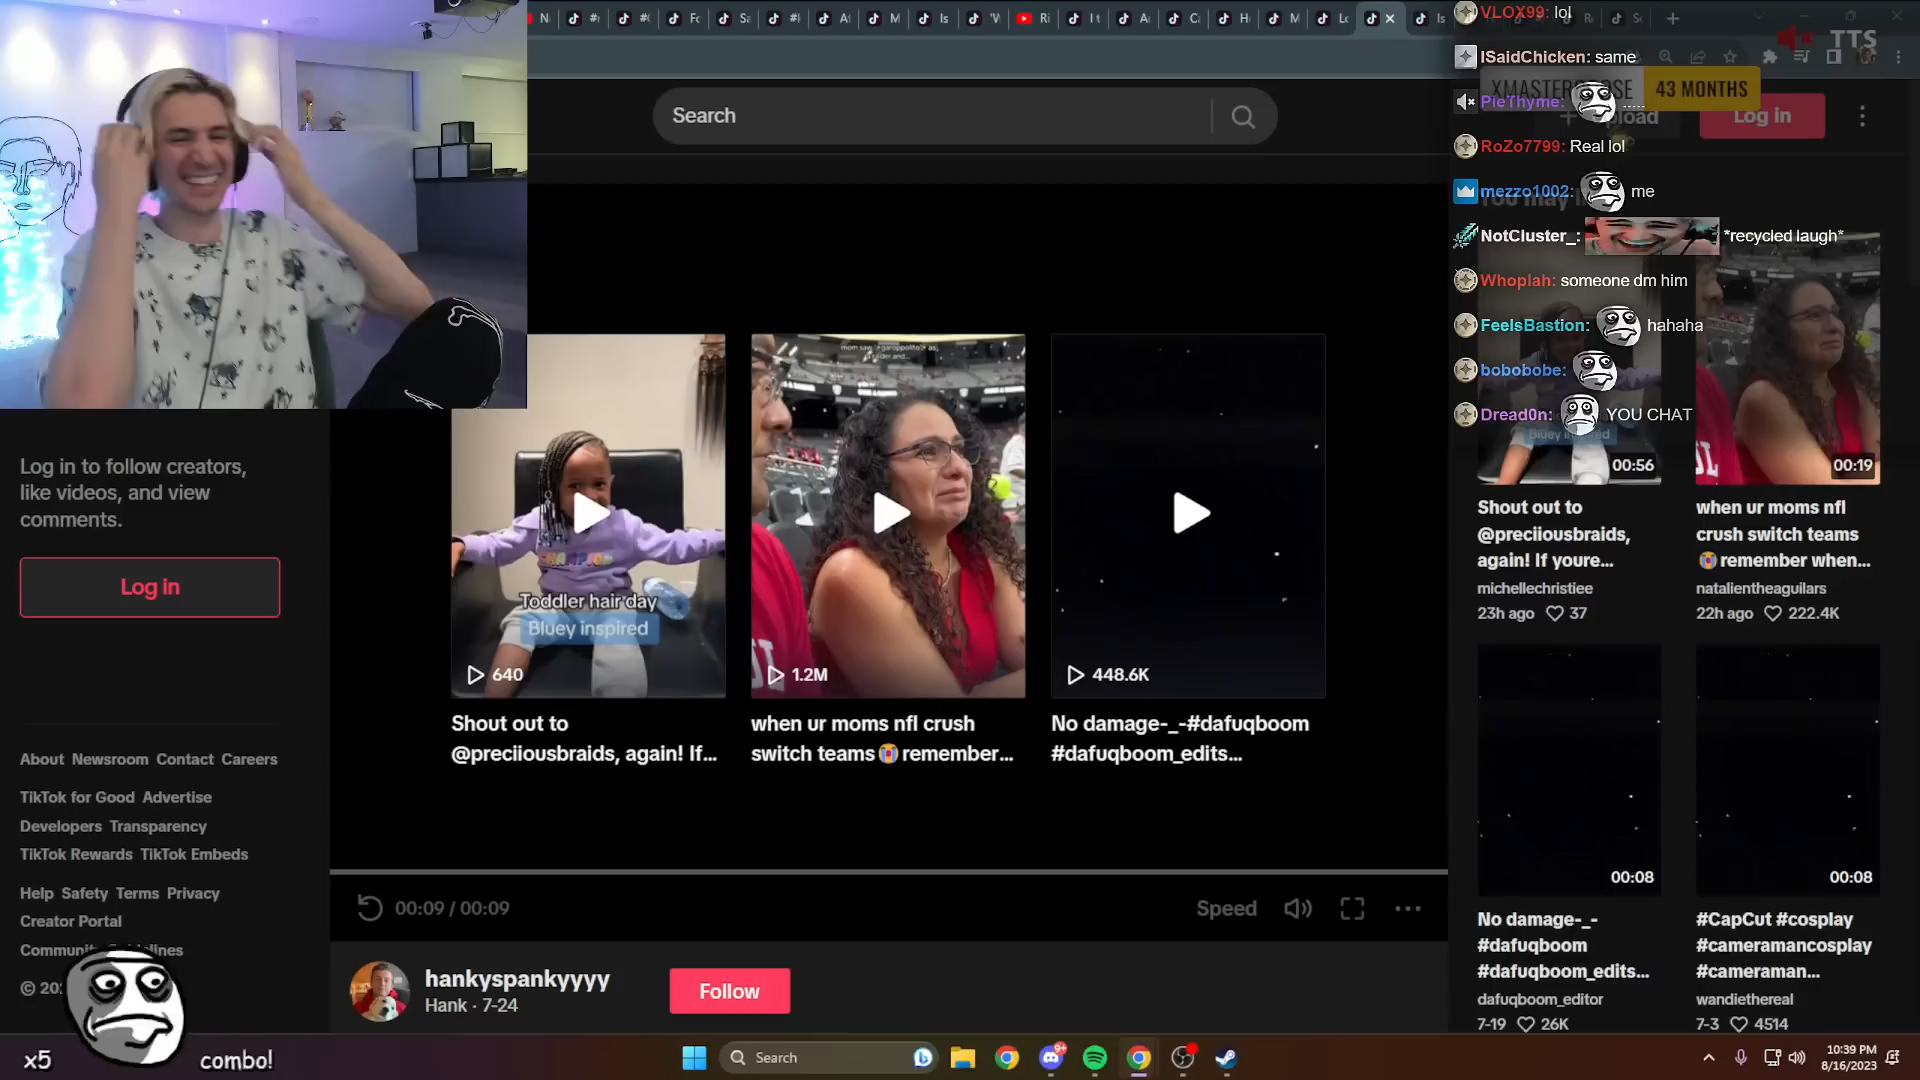 VLOX99: lol
TTS
ISaidChicken: same
43 MONTHS
Search
PieThyme: .....
Upload
Log in
RoZo7799: Real lol
mezzo1002: me
NotCluster_: *recycled laugh*
Whoplah: someone dm him
FeelsBastion: hahaha
bobobobe:
Dread0n: YOU CHAT
Log in to follow creators,
like videos, and view
comments.
Log in
About Newsroom Contact Careers
TikTok for Good Advertise
Developers Transparency
TikTok Rewards TikTok Embeds
Help Safety Terms Privacy
Creator Portal
Toddler hair day
Bluey inspired
640
Shout out to
@preciiousbraids, again! If...
1.2M
when ur moms nfl crush
switch teams😭remember...
448.6K
No damage-_-#dafuqboom
#dafuqboom_edits...
00:09 / 00:09
Speed
hankyspankyyyy
Hank · 7-24
Follow
Bluey inspired
00:56
Shout out to
@preciiousbraids,
again! If youre...
michellechristiee
23h ago 37
00:19
when ur moms nfl
crush switch teams
😭remember when...
natalientheaguilars
22h ago 222.4K
00:08
No damage-_-
#dafuqboom
#dafuqboom_edits...
dafuqboom_editor
7-19 26K
00:08
#CapCut #cosplay
#cameramancosplay
#cameraman...
wandiethereal
7-3 4514
x5 combo!
Search
9+
10:39 PM
8/16/2023